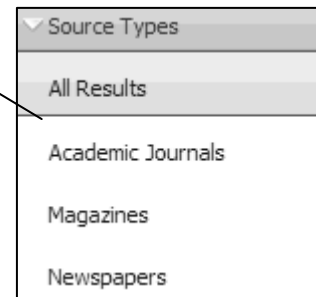 Source Types
All Results
Academic Journals
Magazines
Newspapers